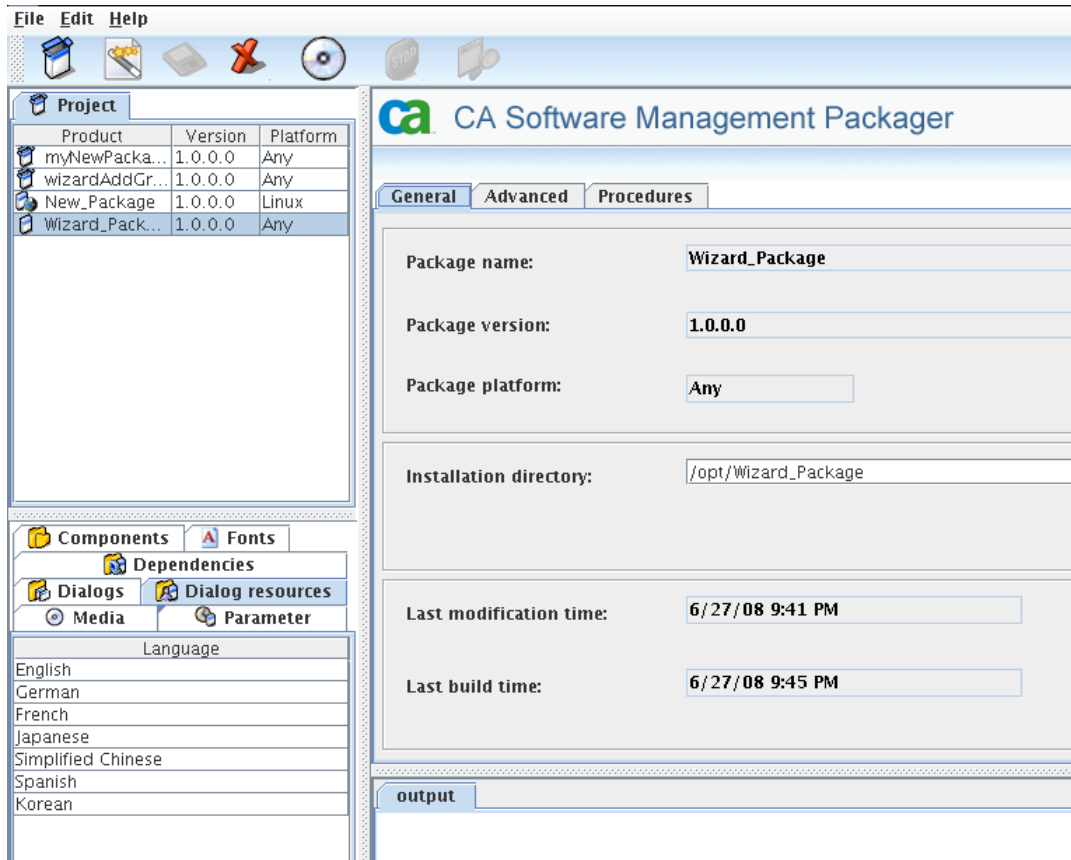 File Edit Help
STOP
Project
Product Version Platform
myNewPacka... 1.0.0.0 Any
wizardAddGr... 1.0.0.0 Any
New_Package 1.0.0.0 Linux
Wizard_Pack... 1.0.0.0 Any
Components Fonts
Dependencies
Dialogs Dialog resources
Media Parameter
Language
English
German
French
Japanese
Simplified Chinese
Spanish
Korean
ca CA Software Management Packager
General Advanced Procedures
Package name: Wizard_Package
Package version: 1.0.0.0
Package platform: Any
Installation directory: /opt/Wizard_Package
Last modification time: 6/27/08 9:41 PM
Last build time: 6/27/08 9:45 PM
output